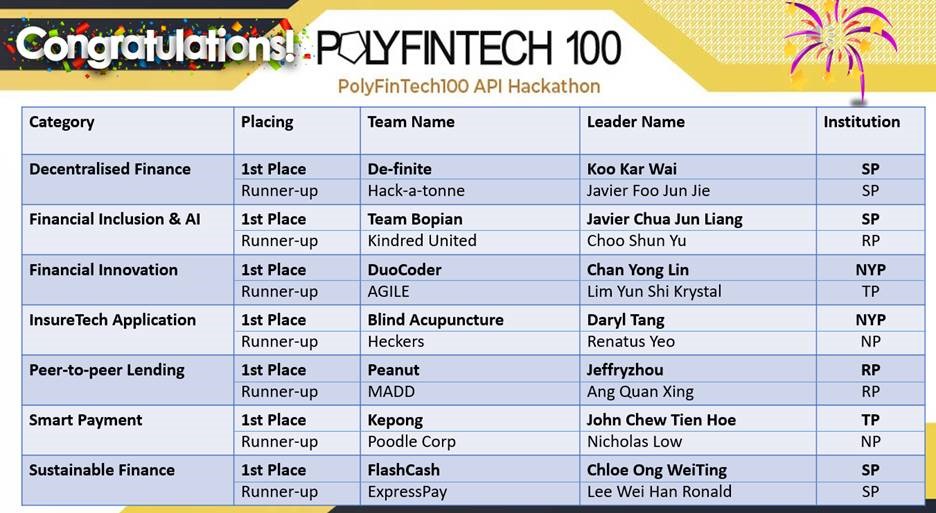 Congratulations! POLYFINTECH 100
PolyFinTech100 API Hackathon
Category Placing Team Name Leader Name Institution
Decentralised Finance 1st Place De-finite Koo Kar Wai SP
Runner-up Hack-a-tonne Javier Foo Jun Jie SP
Financial Inclusion & AI 1st Place Team Bopian Javier Chua Jun Liang SP
Runner-up Kindred United Choo Shun Yu RP
Financial Innovation 1st Place DuoCoder Chan Yong Lin NYP
Runner-up AGILE Lim Yun Shi Krystal TP
InsureTech Application 1st Place Blind Acupuncture Daryl Tang NYP
Runner-up Heckers Renatus Yeo NP
Peer-to-peer Lending 1st Place Peanut Jeffryzhou RP
Runner-up MADD Ang Quan Xing RP
Smart Payment 1st Place Kepong John Chew Tien Hoe TP
Runner-up Poodle Corp Nicholas Low NP
Sustainable Finance 1st Place FlashCash Chloe Ong WeiTing SP
Runner-up ExpressPay Lee Wei Han Ronald SP